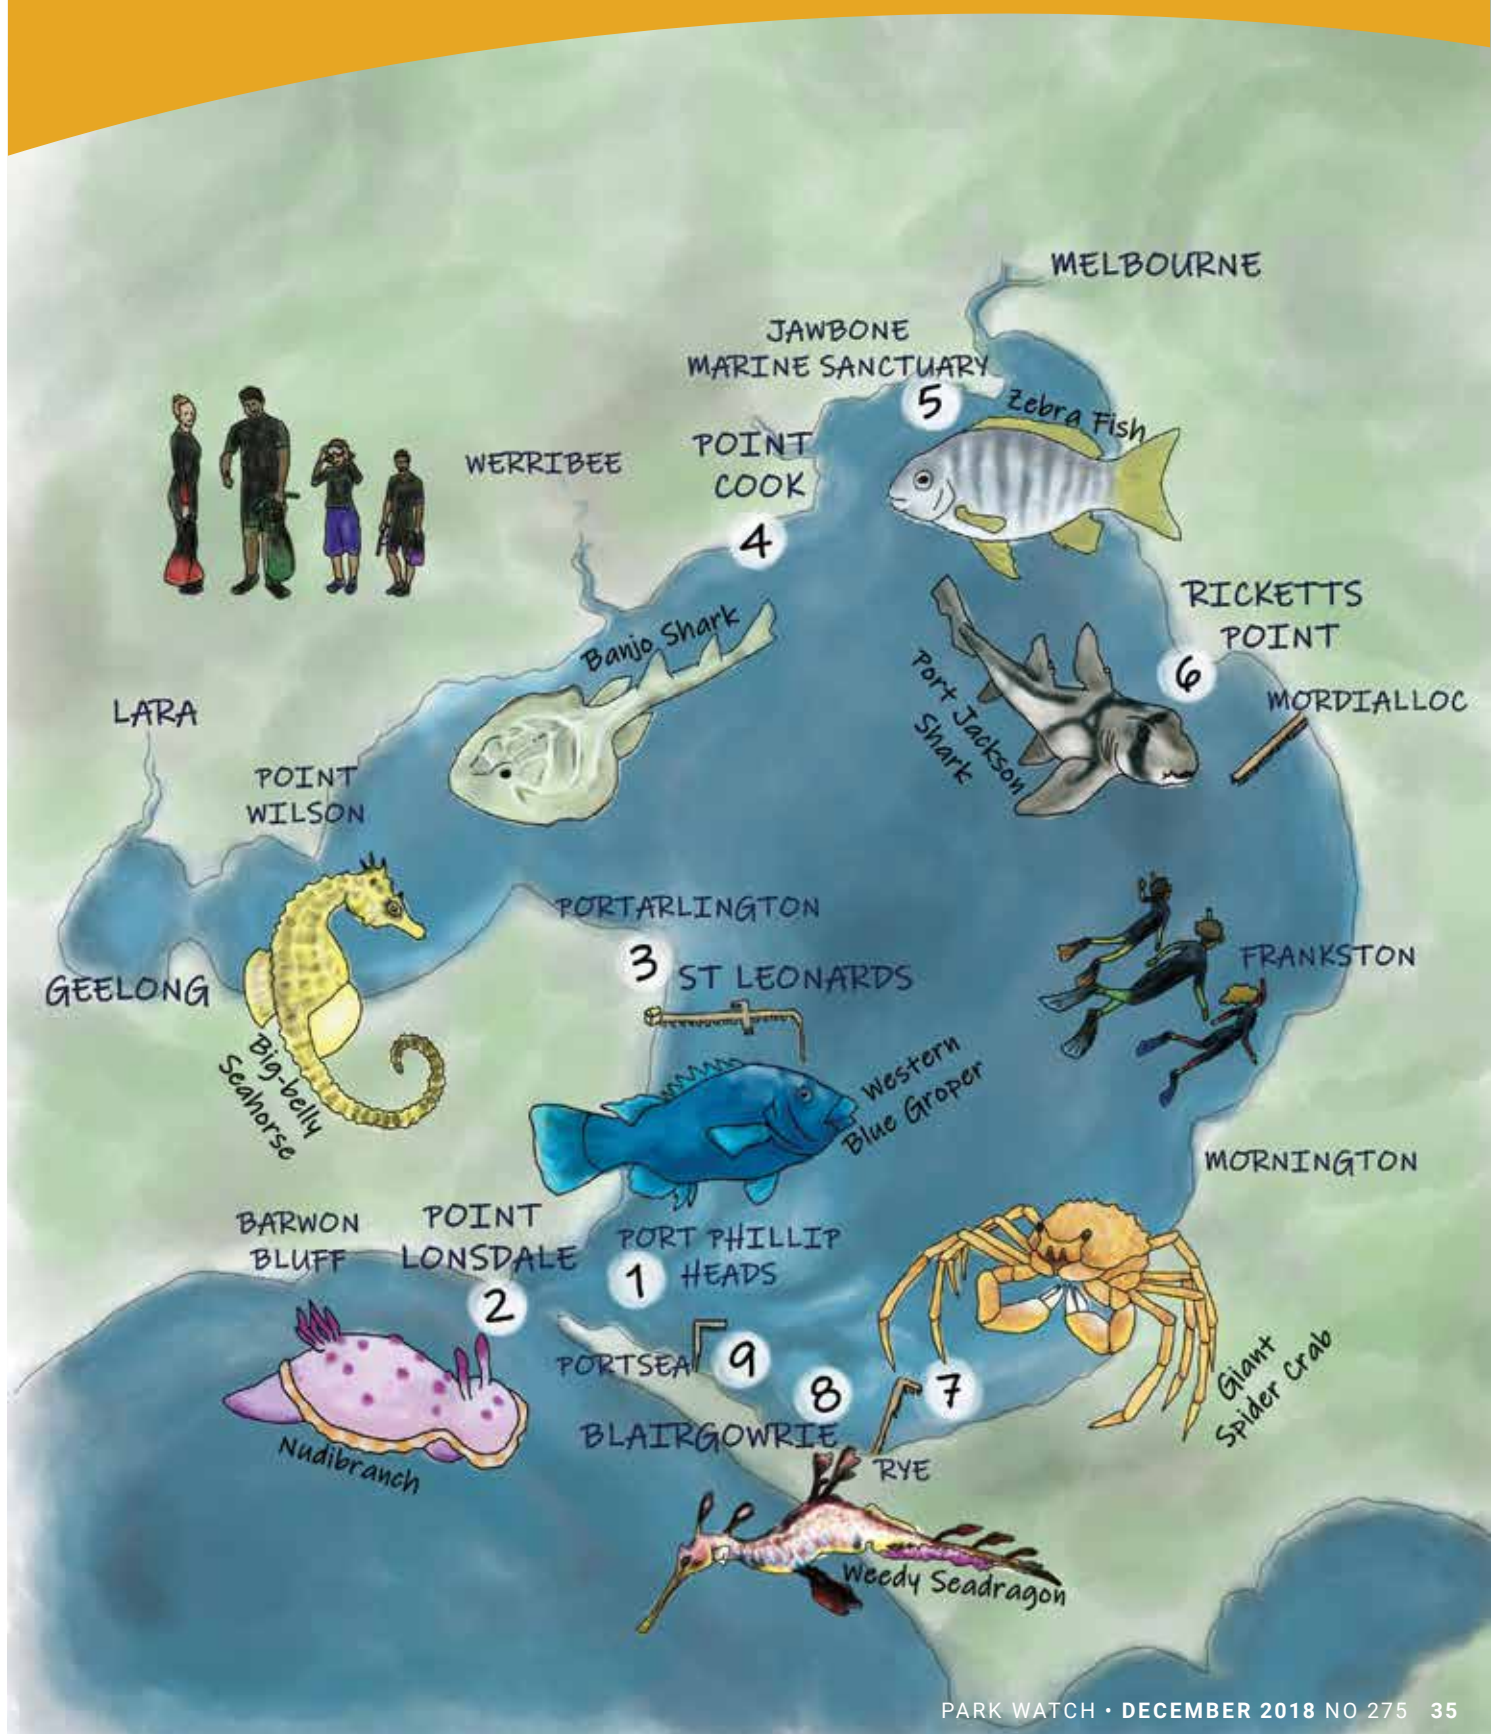 MELBOURNE
JAWBONE
MARINE SANCTUARY
5
Zebra Fish
POINT
COOK
4
WERRIBEE
RICKETTS
POINT
6
MORDIALLOC
Banjo Shark
Port Jackson
Shark
LARA
POINT
WILSON
PORTARLINGTON
3
ST LEONARDS
FRANKSTON
GEELONG
Big-belly
Seahorse
Western
Blue Groper
MORNINGTON
BARWON
BLUFF
POINT
LONSDALE
2
PORT PHILLIP
HEADS
1
PORTSEA
9
8
7
Giant
Spider Crab
BLAIRGOWRIE
RYE
Nudibranch
Weedy Seadragon
PARK WATCH • DECEMBER 2018 NO 275 35